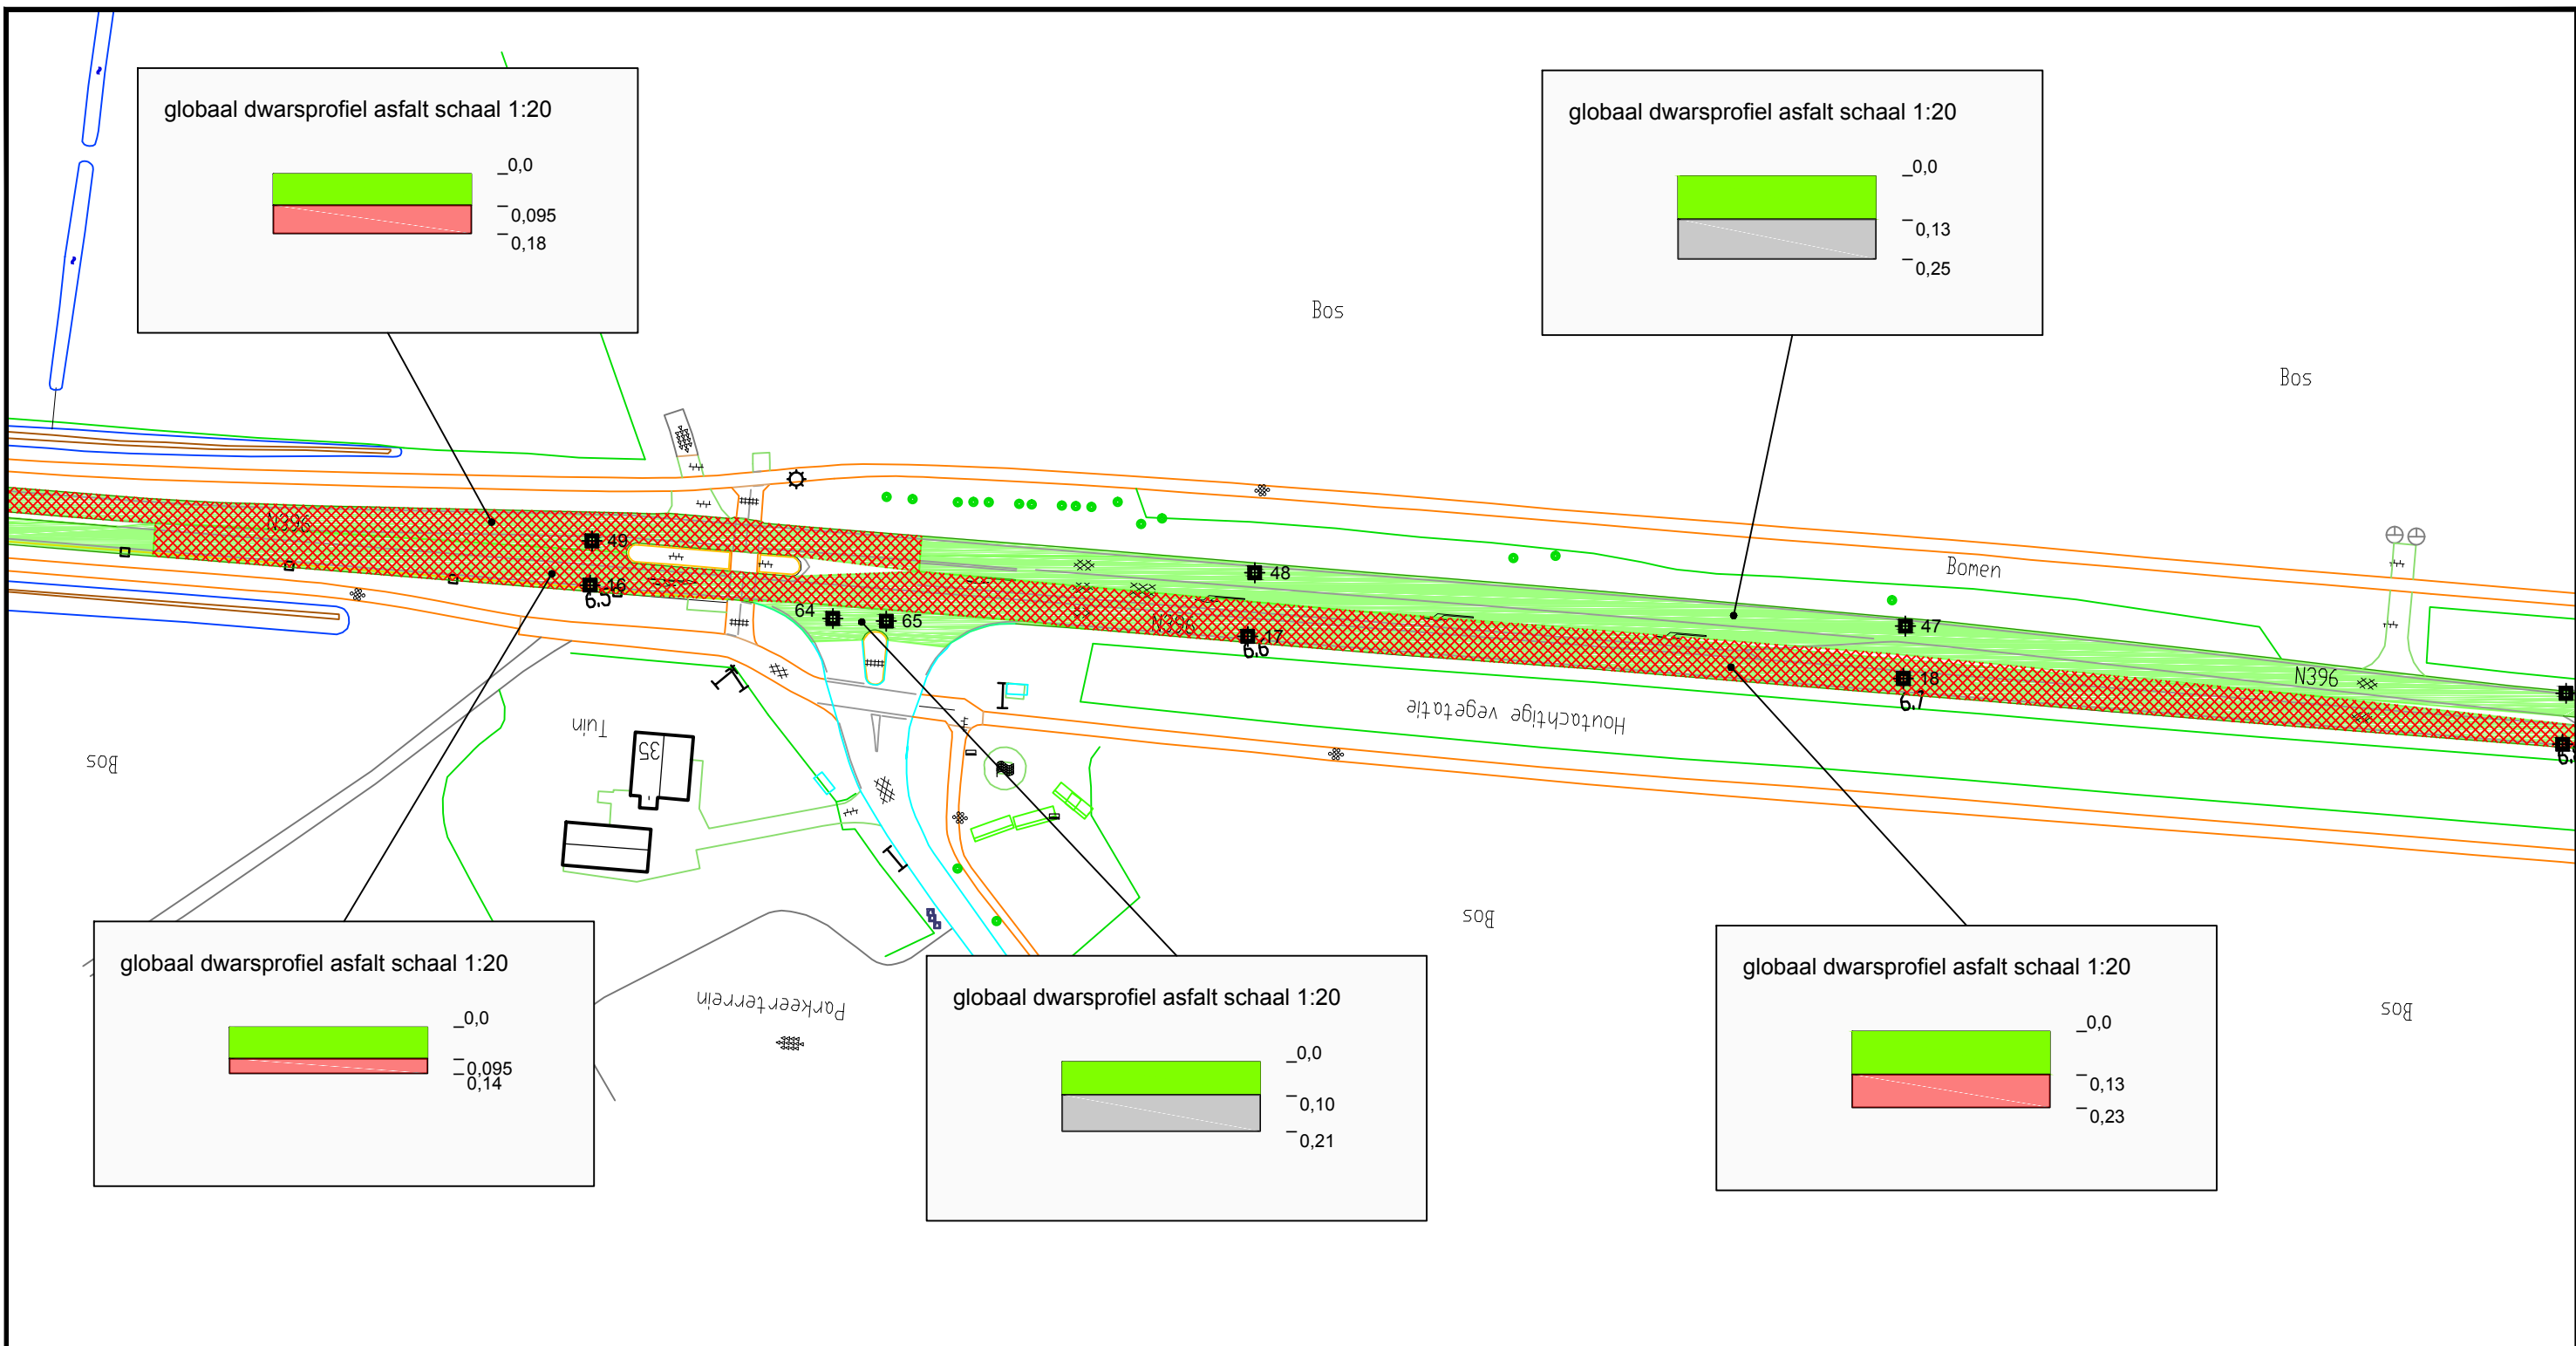 globaal dwarsprofiel asfalt schaal 1:20
_0,0
_
0,095
_
0,18
globaal dwarsprofiel asfalt schaal 1:20
_0,0
_
0,13
_
0,25
Bos
Bos
N396
49
16
6.5
64
65
48
N396
17
6.6
Bomen
47
18
6.7
N396
6.
Houtachtige vegetatie
Tuin
35
Bos
Bos
Bos
Parkeerterrein
globaal dwarsprofiel asfalt schaal 1:20
_0,0
_
0,095
_
0,14
globaal dwarsprofiel asfalt schaal 1:20
_0,0
_
0,10
_
0,21
globaal dwarsprofiel asfalt schaal 1:20
_0,0
_
0,13
_
0,23